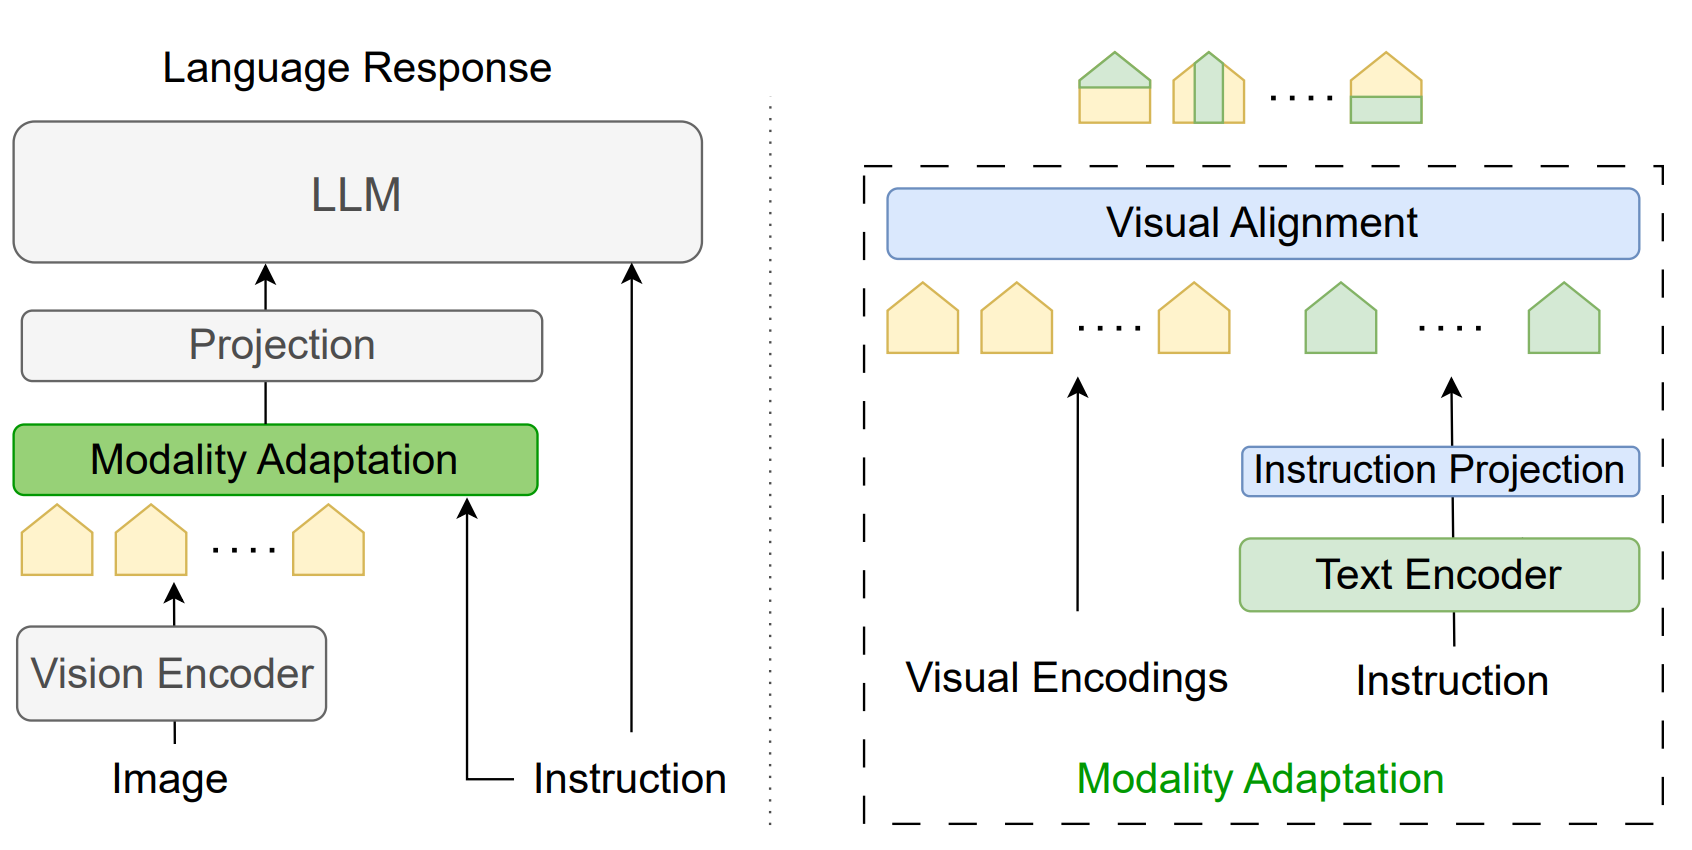 Language Response
LLM
Projection
Modality Adaptation
Vision Encoder
Image
Instruction
Visual Alignment
Instruction Projection
Text Encoder
Visual Encodings
Instruction
Modality Adaptation